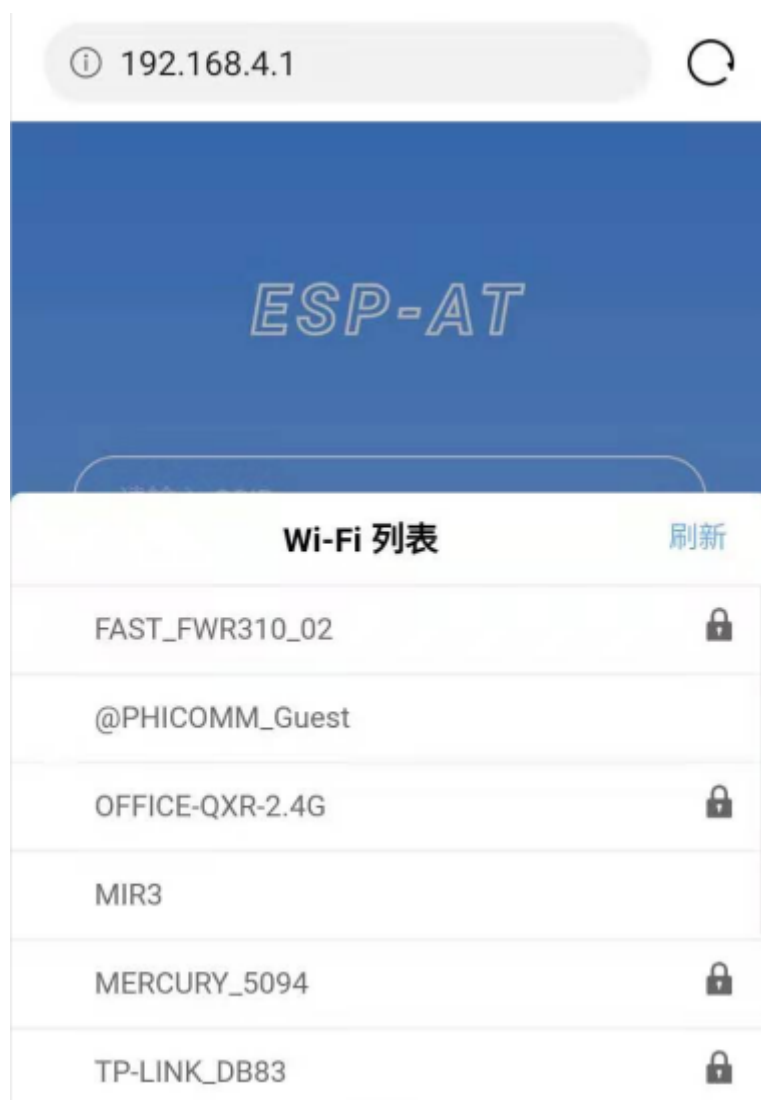 192.168.4.1
ESP-AT
Wi-Fi 列表
刷新
FAST_FWR310_02
@PHICOMM_Guest
OFFICE-QXR-2.4G
MIR3
MERCURY_5094
TP-LINK_DB83